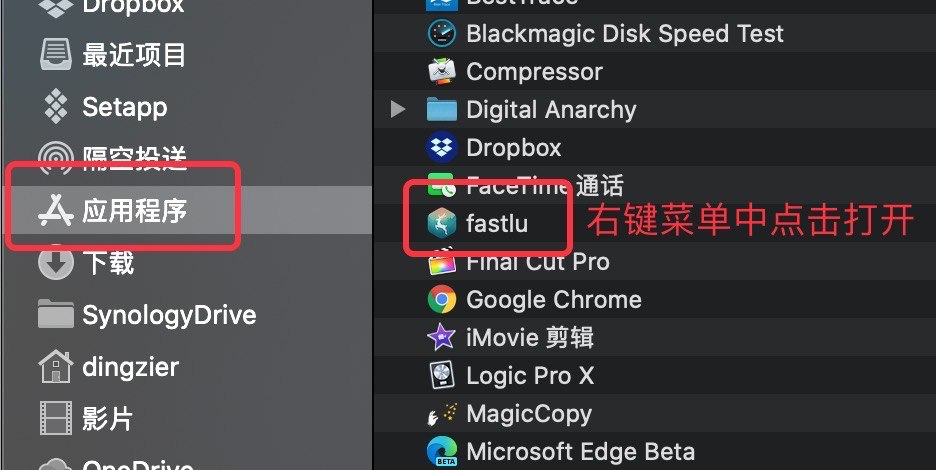 Dropbox
最近项目
Setapp
隔空投送
应用程序
下载
SynologyDrive
dingzier
影片
OneDrive
Blackmagic Disk Speed Test
Compressor
Digital Anarchy
Dropbox
FaceTime 通话
fastlu
右键菜单中点击打开
Final Cut Pro
Google Chrome
iMovie 剪辑
Logic Pro X
MagicCopy
Microsoft Edge Beta
BETA